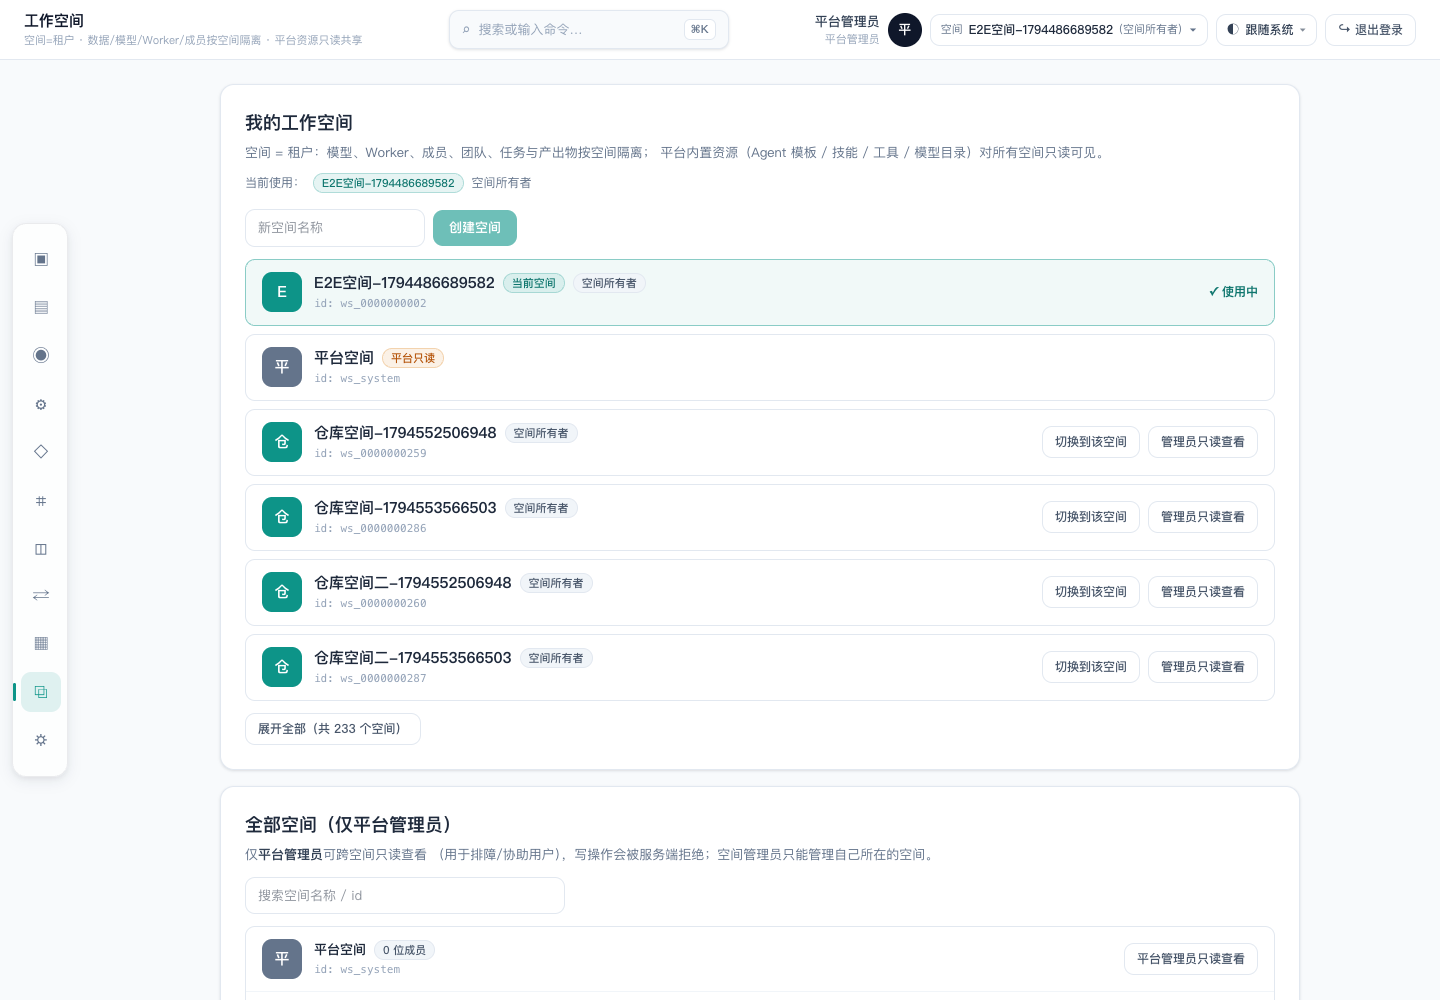 工作空间
空间=租户 · 数据/模型/Worker/成员按空间隔离 · 平台资源只读共享
搜索或输入命令…
⌘K
平台管理员
平台管理员
平
空间 E2E空间-1794486689582 (空间所有者)
跟随系统
退出登录
我的工作空间
空间 = 租户：模型、Worker、成员、团队、任务与产出物按空间隔离； 平台内置资源（Agent 模板 / 技能 / 工具 / 模型目录）对所有空间只读可见。
当前使用： E2E空间-1794486689582 空间所有者
新空间名称
创建空间
E
E2E空间-1794486689582 当前空间 空间所有者
id: ws_0000000002
✓ 使用中
平
平台空间 平台只读
id: ws_system
仓
仓库空间-1794552506948 空间所有者
id: ws_0000000259
切换到该空间 管理员只读查看
仓
仓库空间-1794553566503 空间所有者
id: ws_0000000286
切换到该空间 管理员只读查看
仓
仓库空间二-1794552506948 空间所有者
id: ws_0000000260
切换到该空间 管理员只读查看
仓
仓库空间二-1794553566503 空间所有者
id: ws_0000000287
切换到该空间 管理员只读查看
展开全部（共 233 个空间）
全部空间（仅平台管理员）
仅平台管理员可跨空间只读查看 （用于排障/协助用户），写操作会被服务端拒绝；空间管理员只能管理自己所在的空间。
搜索空间名称 / id
平
平台空间 0 位成员
id: ws_system
平台管理员只读查看